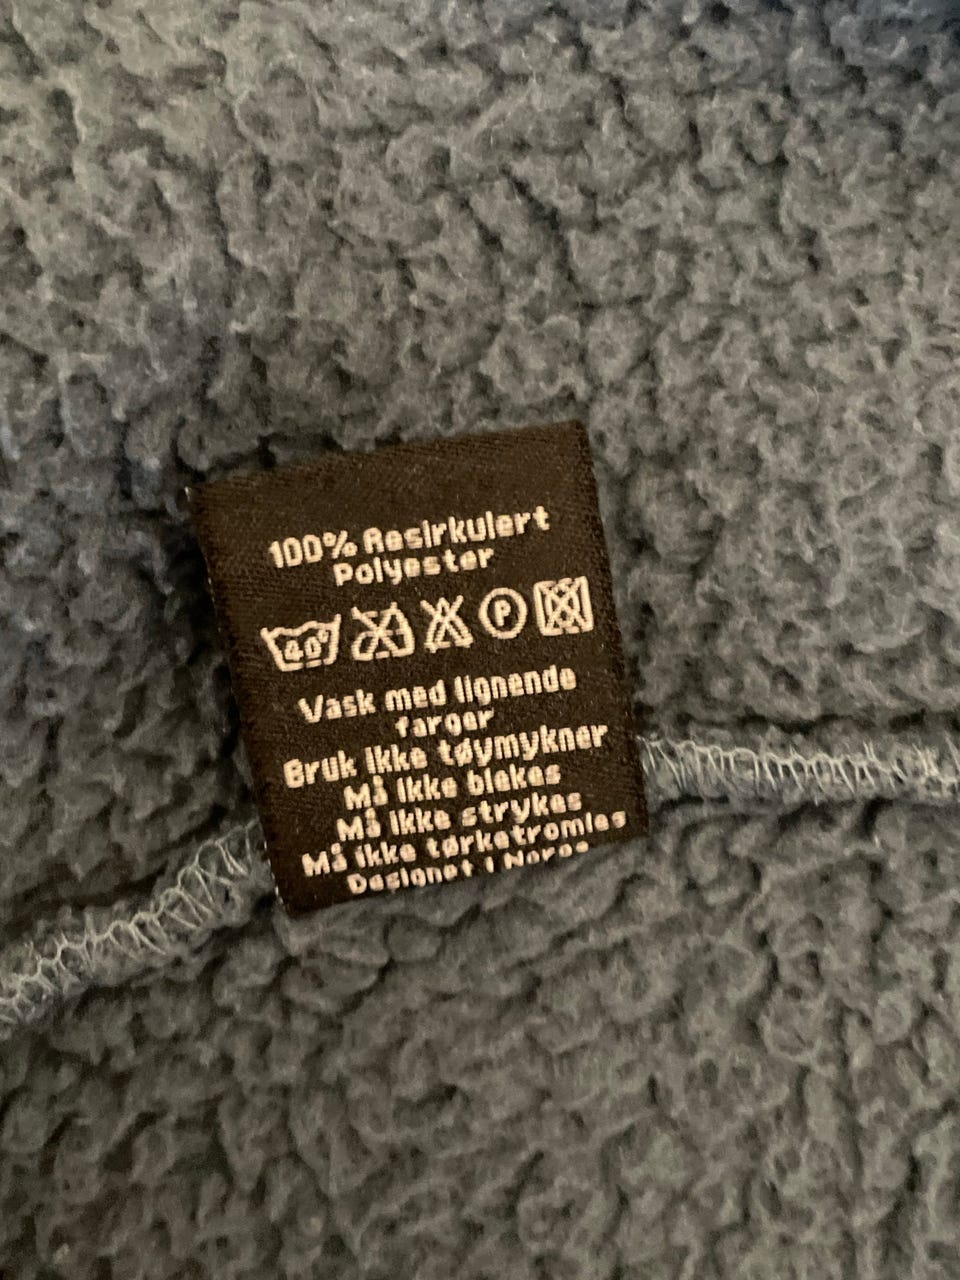 100% Resirkulert
Polyester
40°
P
Vask med lignende
farger
Bruk ikke tøymykner
Må ikke blekes
Må ikke strykes
Må ikke tørketromles
Designet i Norge